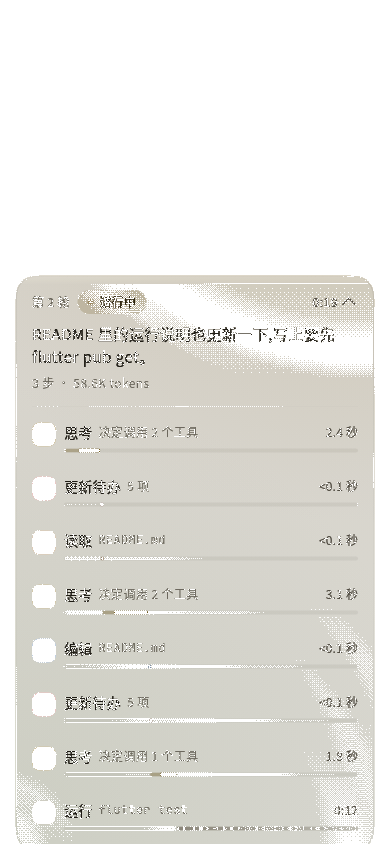 运行中
README 里的运行说明也更新一下,写上要先
flutter pub get。
3 步 · 58.8k tokens
思考 决定调用 2 个工具 2.4 秒
更新待办 5 项 <0.1 秒
读取 README.md <0.1 秒
思考 决定调用 2 个工具 3.1 秒
编辑 README.md <0.1 秒
更新待办 5 项 <0.1 秒
思考 决定调用 1 个工具 1.9 秒
运行 flutter test 0:12